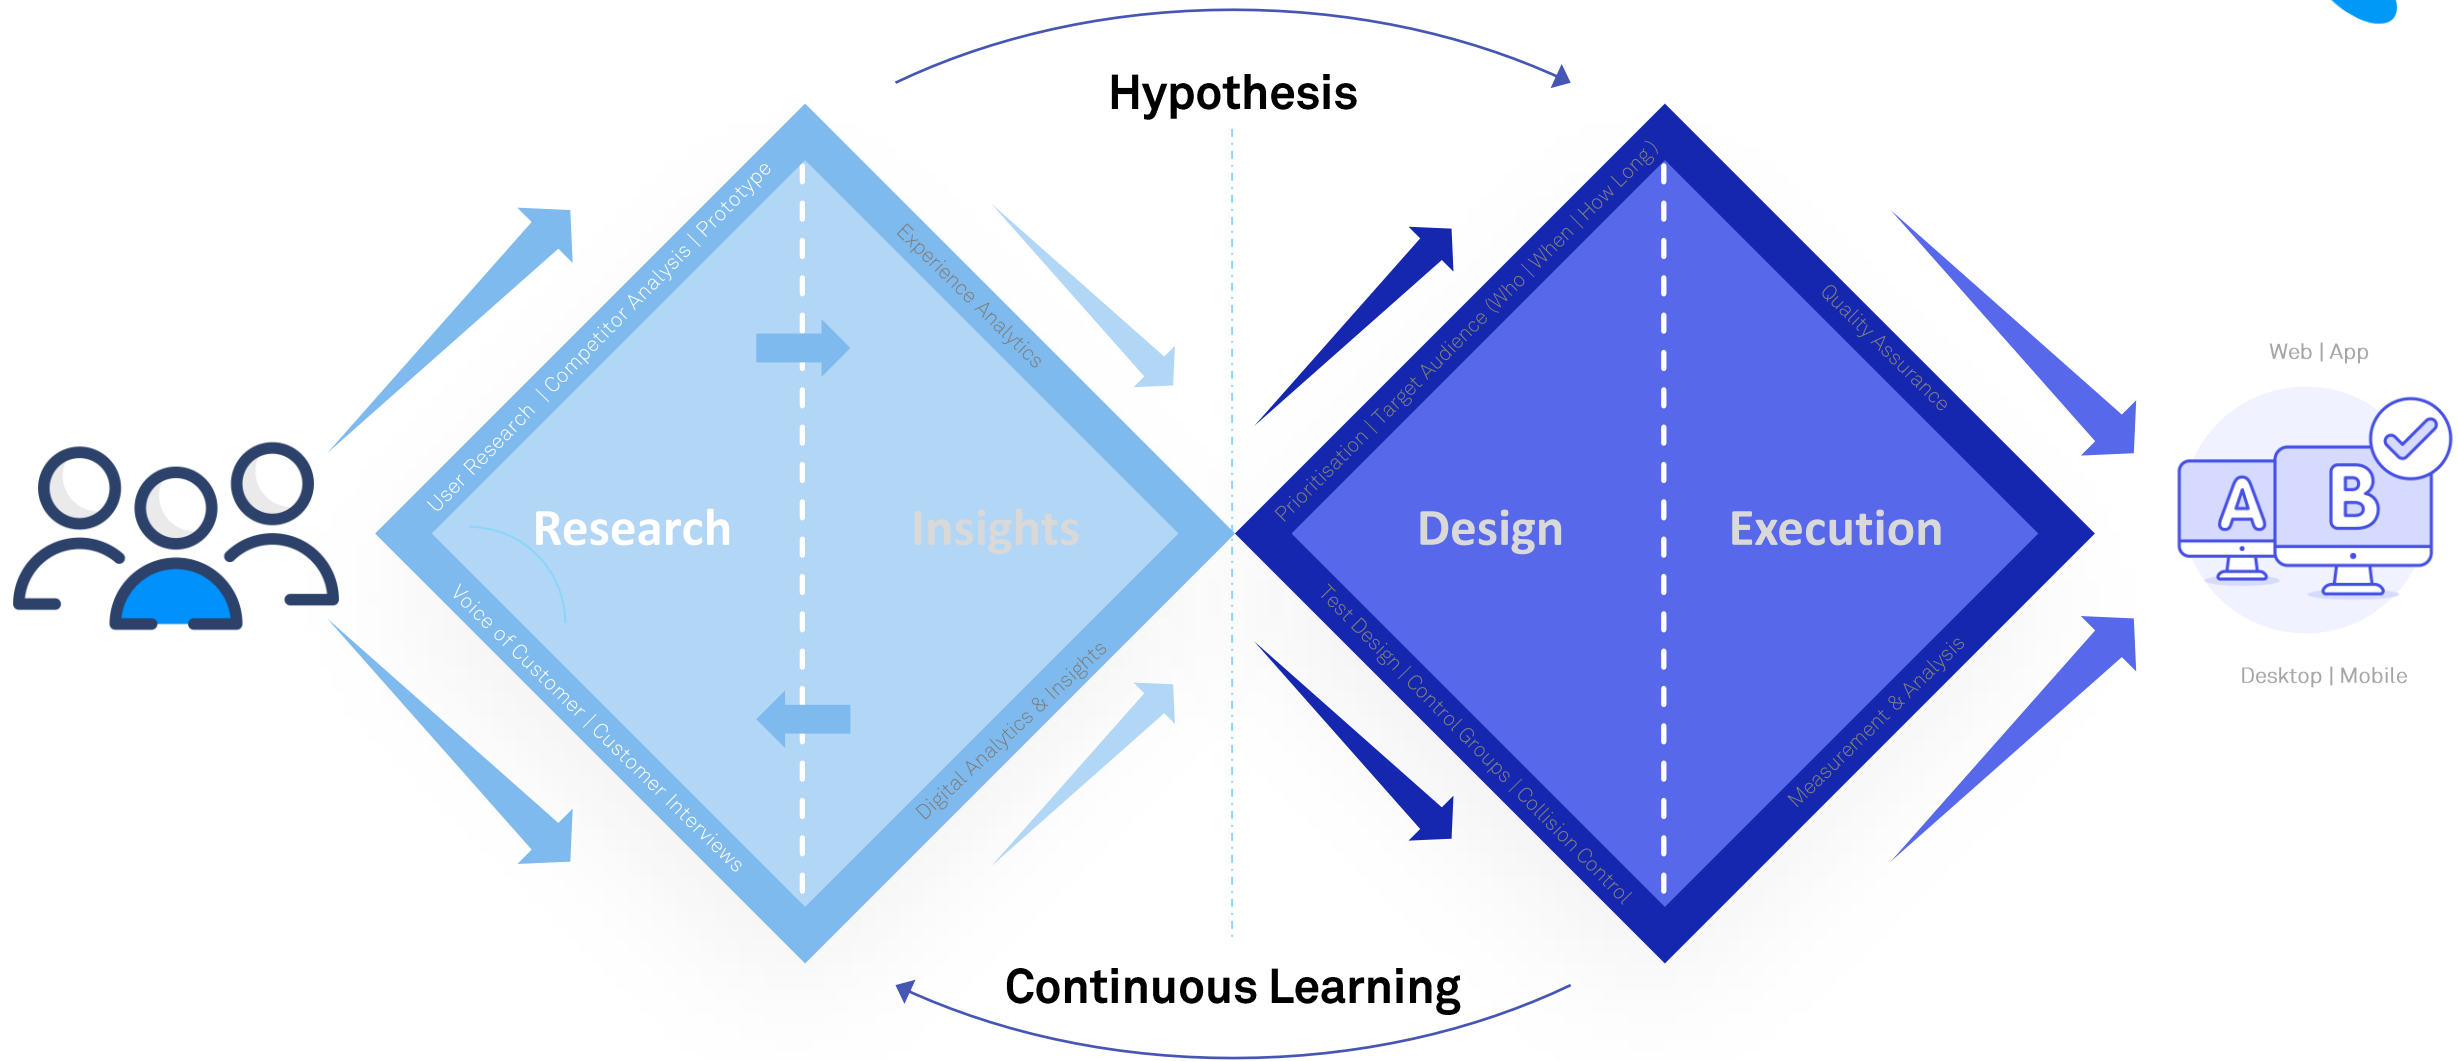 Hypothesis
User Research | Competitor Analysis | Prototype
Experience Analytics
Research
Insights
Voice of Customer | Customer Interviews
Digital Analytics & Insights
Prioritisation | Target Audience (Who | When | How Long)
Quality Assurance
Design
Execution
Test Design | Control Groups | Collision Control
Measurement & Analysis
Web | App
A
B
Desktop | Mobile
Continuous Learning